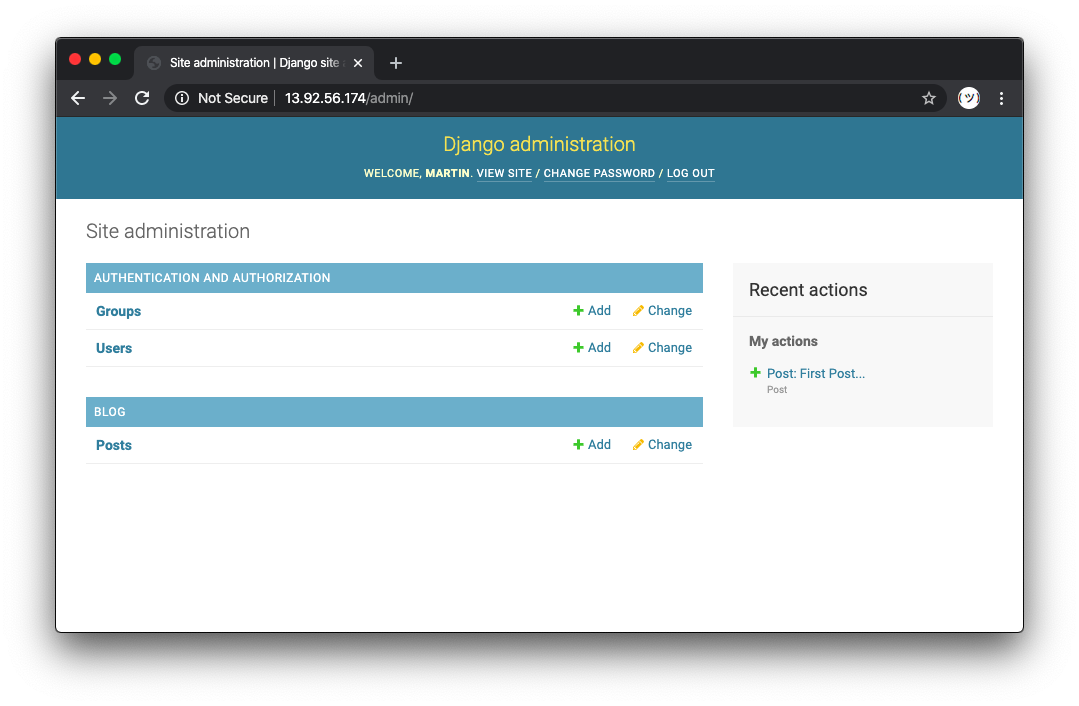 Site administration | Django site
Not Secure 13.92.56.174/admin/
(ツ)
Django administration
WELCOME, MARTIN. VIEW SITE / CHANGE PASSWORD / LOG OUT
Site administration
AUTHENTICATION AND AUTHORIZATION
Groups Add Change
Users Add Change
BLOG
Posts Add Change
Recent actions
My actions
Post: First Post...
Post